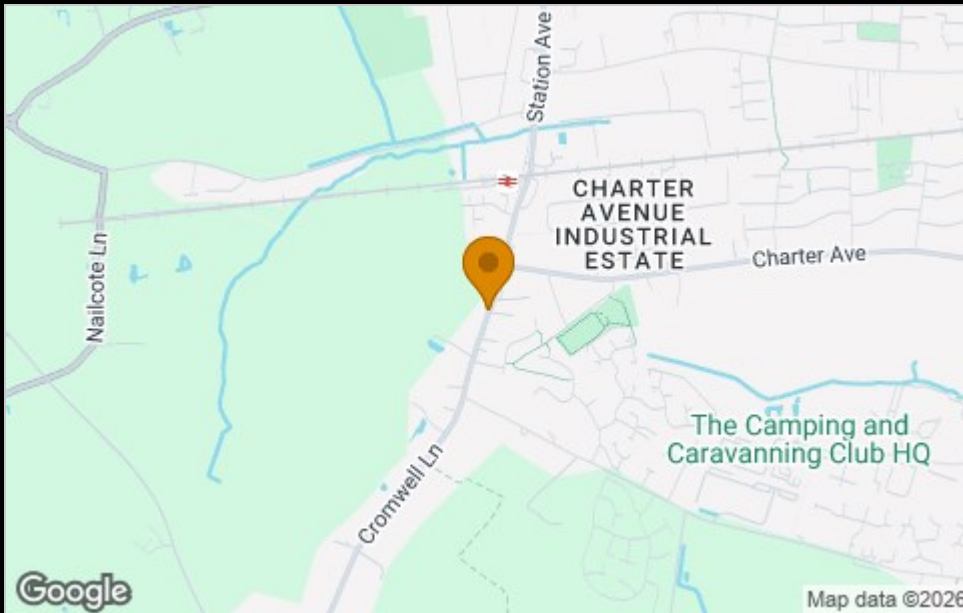 Station Ave
CHARTER
AVENUE
INDUSTRIAL
ESTATE
Charter Ave
Nailcote Ln
The Camping and
Caravanning Club HQ
Cromwell Ln
Google
Map data ©2026